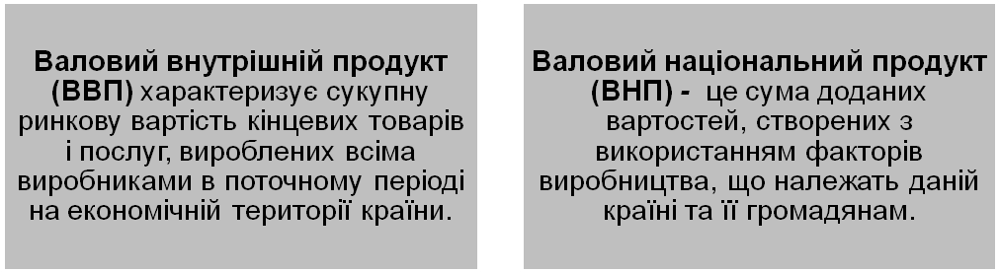 Валовий внутрішній продукт
(ВВП) характеризує сукупну
ринкову вартість кінцевих товарів
і послуг, вироблених всіма
виробниками в поточному періоді
на економічній території країни.
Валовий національний продукт
(ВНП) - це сума доданих
вартостей, створених з
використанням факторів
виробництва, що належать даній
країні та її громадянам.